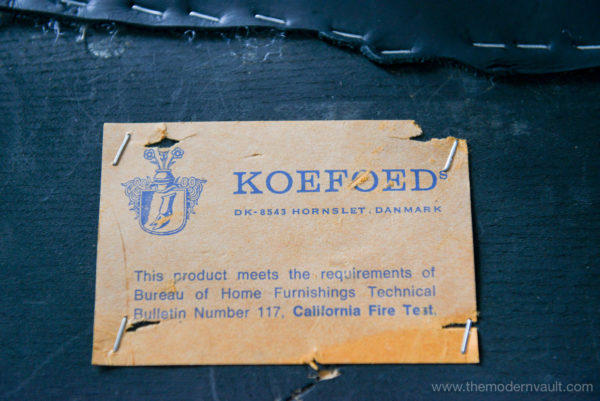 KOEFOEDS
DK-8543 HORNSLET. DANMARK
This product meets the requirements of
Bureau of Home Furnishings Technical
Bulletin Number 117, California Fire Test.
www.themodernvault.com